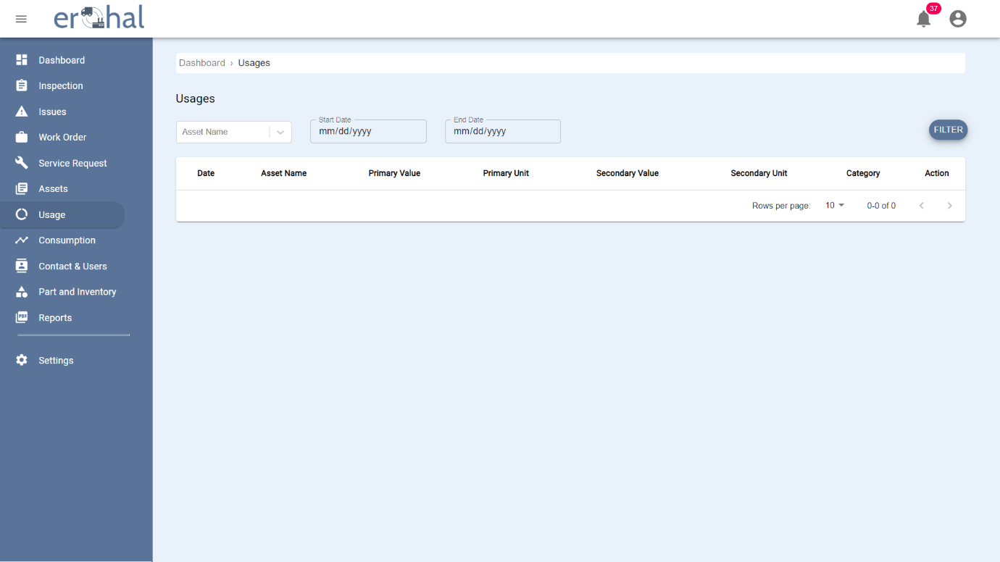 37
Dashboard
Inspection
Issues
Work Order
Service Request
Assets
Usage
Consumption
Contact & Users
Part and Inventory
PDF Reports
Settings
Dashboard › Usages
Usages
Asset Name
Start Date
mm/dd/yyyy
End Date
mm/dd/yyyy
FILTER
Date Asset Name Primary Value Primary Unit Secondary Value Secondary Unit Category Action
Rows per page: 10 0-0 of 0